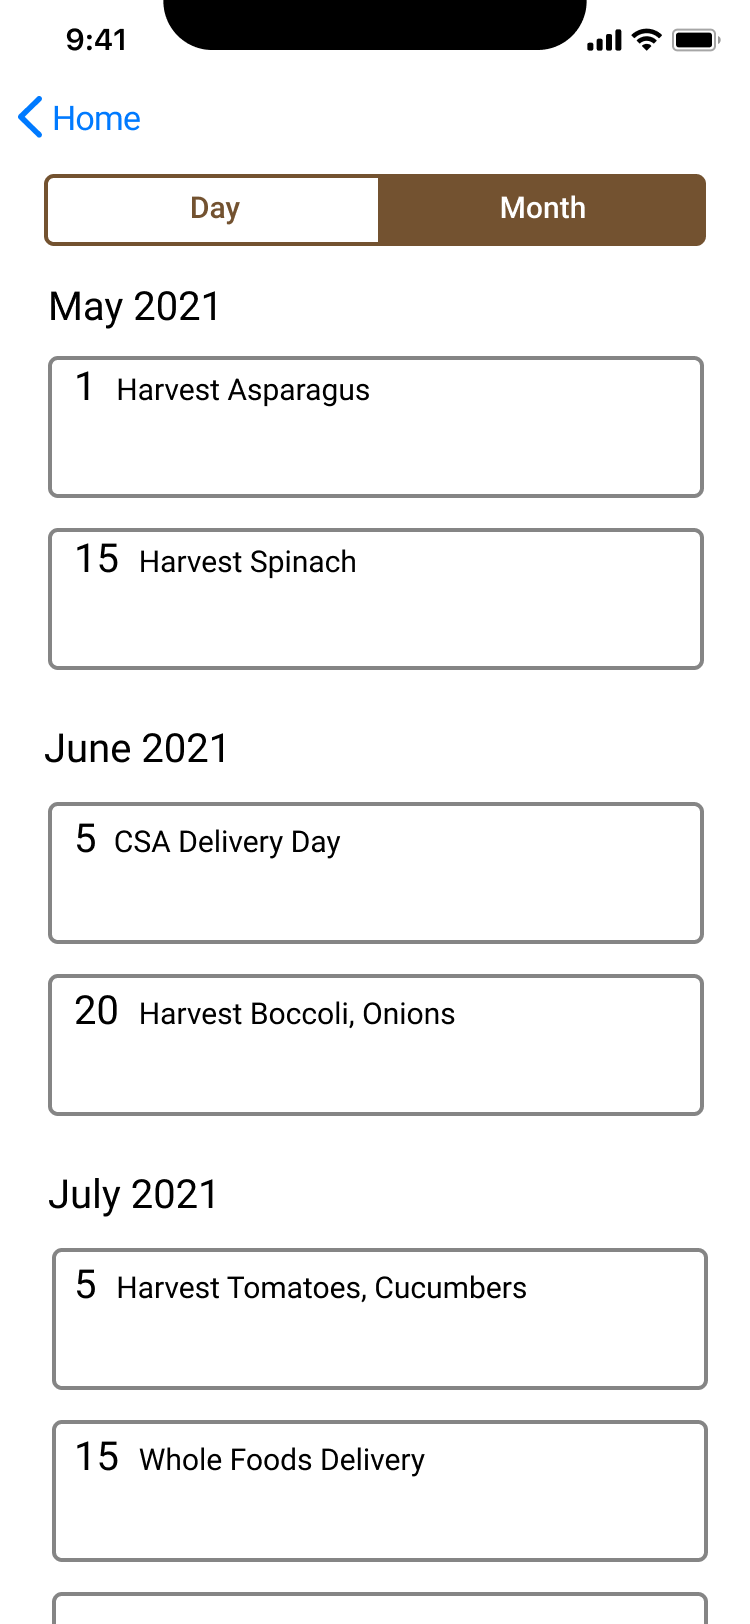 9:41
Home
Day Month
May 2021
1 Harvest Asparagus
15 Harvest Spinach
June 2021
5 CSA Delivery Day
20 Harvest Boccoli, Onions
July 2021
5 Harvest Tomatoes, Cucumbers
15 Whole Foods Delivery